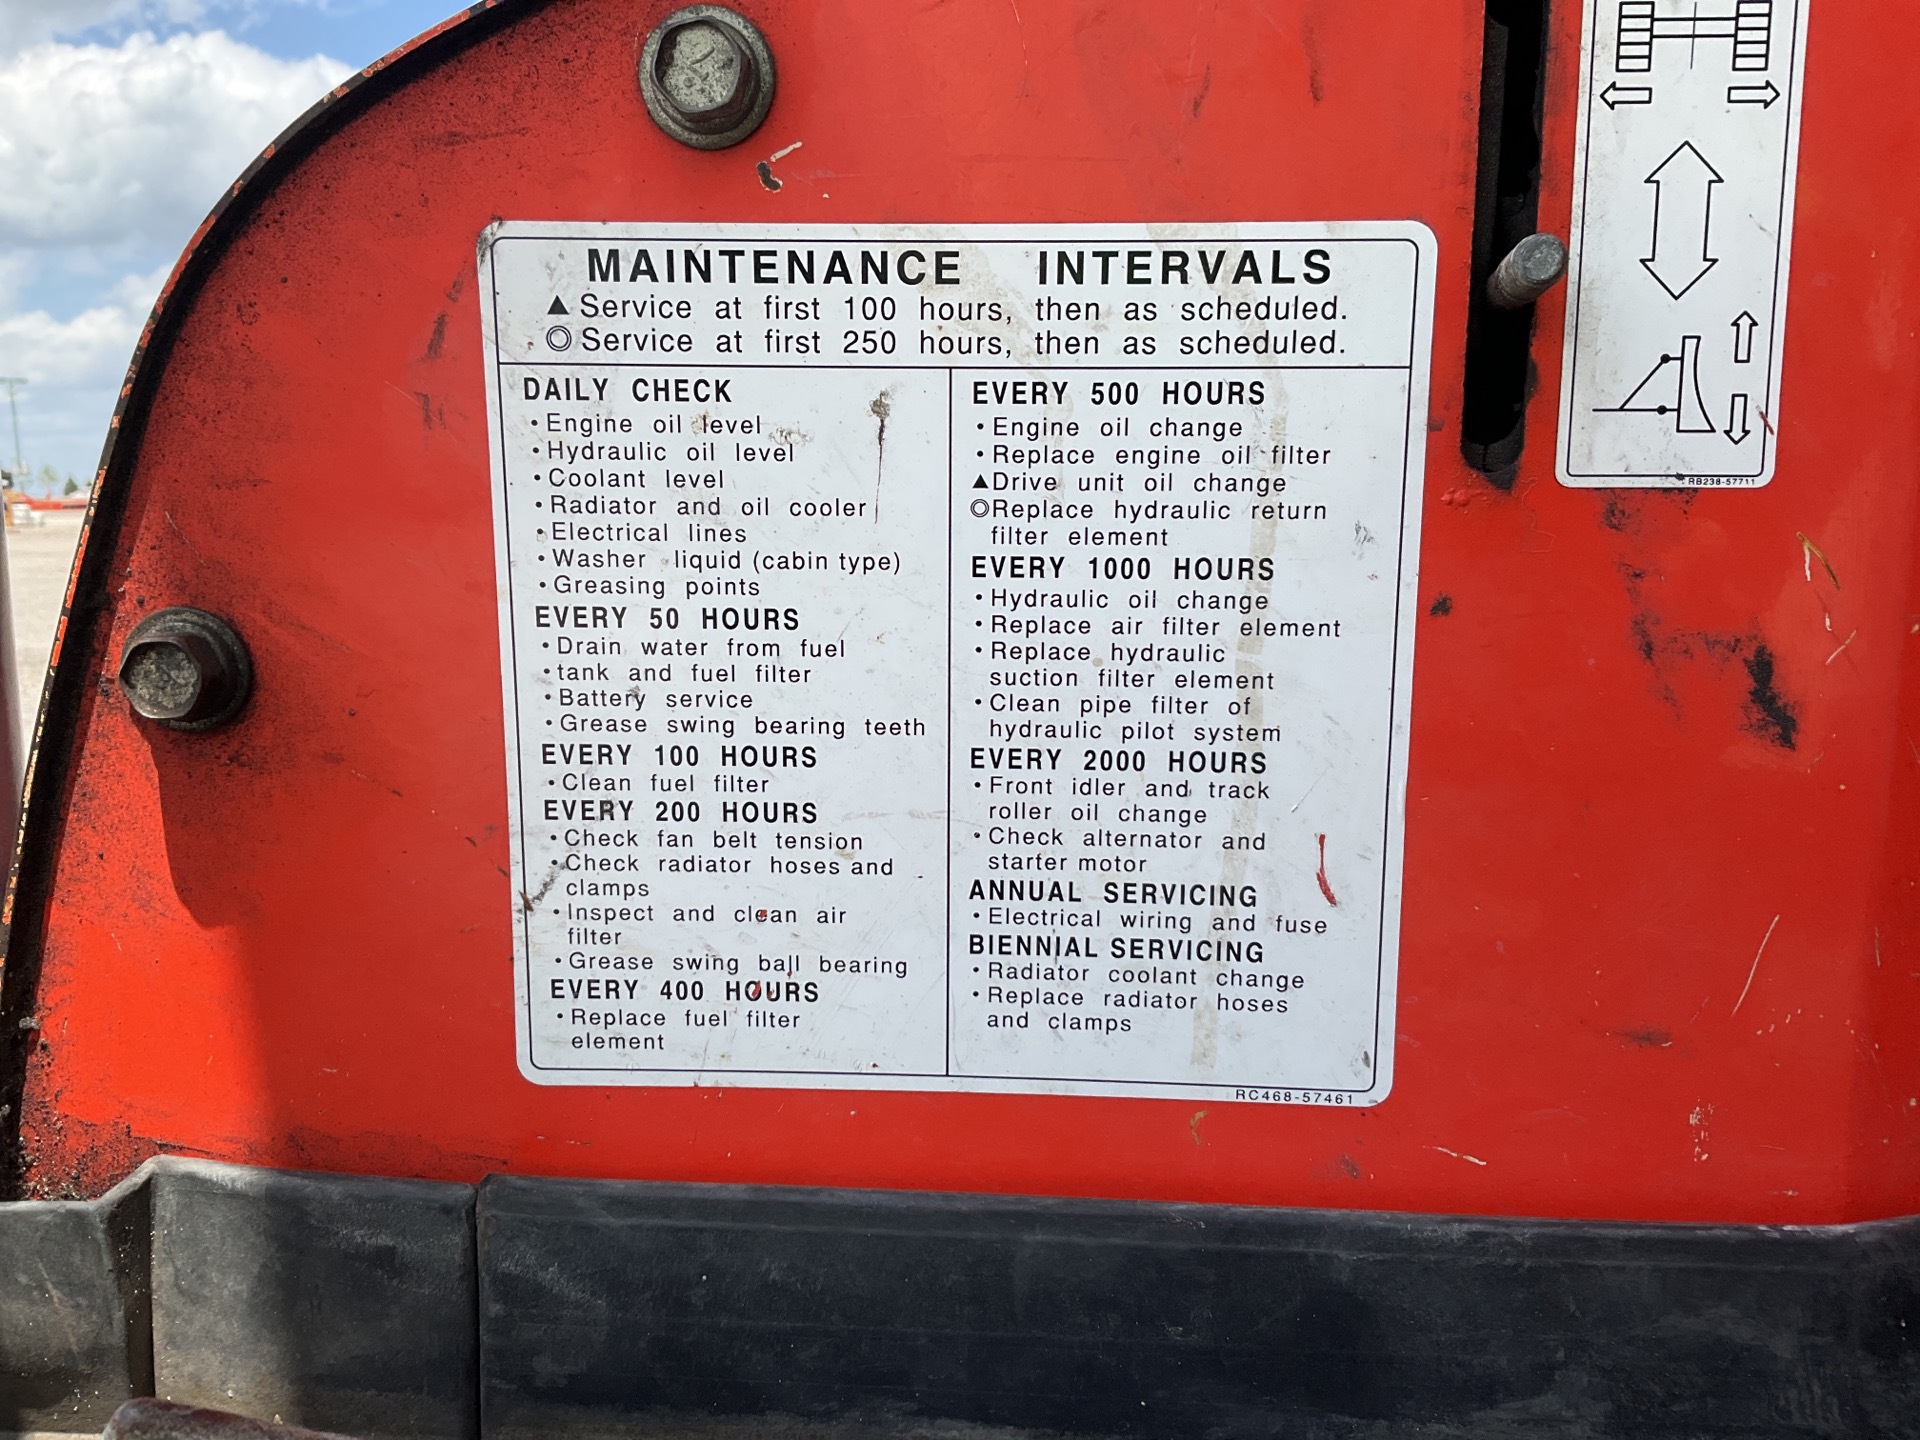 MAINTENANCE INTERVALS
▲Service at first 100 hours, then as scheduled.
◎Service at first 250 hours, then as scheduled.
DAILY CHECK
•Engine oil level
•Hydraulic oil level
•Coolant level
•Radiator and oil cooler
•Electrical lines
•Washer liquid (cabin type)
•Greasing points
EVERY 50 HOURS
•Drain water from fuel
•tank and fuel filter
•Battery service
•Grease swing bearing teeth
EVERY 100 HOURS
•Clean fuel filter
EVERY 200 HOURS
•Check fan belt tension
•Check radiator hoses and
clamps
•Inspect and clean air
filter
•Grease swing ball bearing
EVERY 400 HOURS
•Replace fuel filter
element
EVERY 500 HOURS
•Engine oil change
•Replace engine oil filter
▲Drive unit oil change
◎Replace hydraulic return
filter element
EVERY 1000 HOURS
•Hydraulic oil change
•Replace air filter element
•Replace hydraulic
suction filter element
•Clean pipe filter of
hydraulic pilot system
EVERY 2000 HOURS
•Front idler and track
roller oil change
•Check alternator and
starter motor
ANNUAL SERVICING
•Electrical wiring and fuse
BIENNIAL SERVICING
•Radiator coolant change
•Replace radiator hoses
and clamps
RC468-57461
RB238-57711